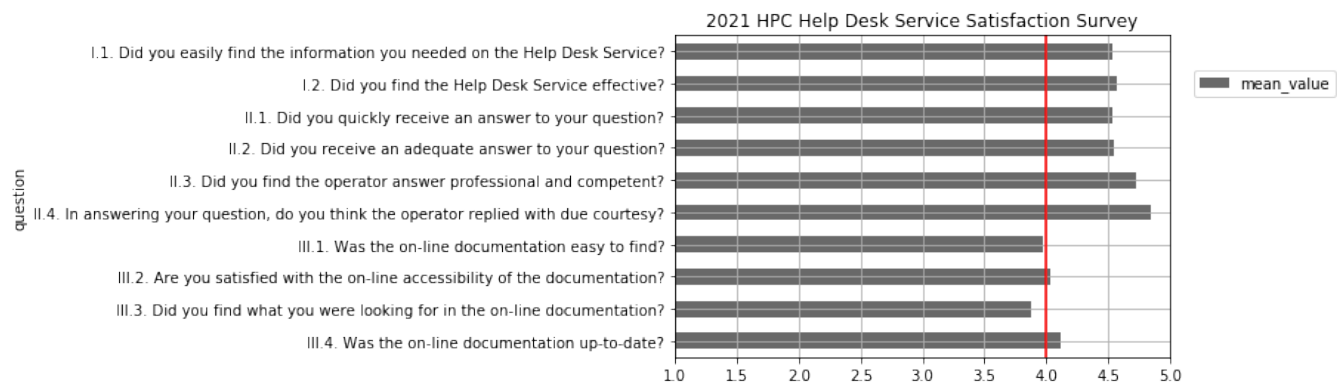 2021 HPC Help Desk Service Satisfaction Survey
I.1. Did you easily find the information you needed on the Help Desk Service?
I.2. Did you find the Help Desk Service effective?
II.1. Did you quickly receive an answer to your question?
II.2. Did you receive an adequate answer to your question?
II.3. Did you find the operator answer professional and competent?
II.4. In answering your question, do you think the operator replied with due courtesy?
III.1. Was the on-line documentation easy to find?
III.2. Are you satisfied with the on-line accessibility of the documentation?
III.3. Did you find what you were looking for in the on-line documentation?
III.4. Was the on-line documentation up-to-date?
question
mean_value
1.0 1.5 2.0 2.5 3.0 3.5 4.0 4.5 5.0